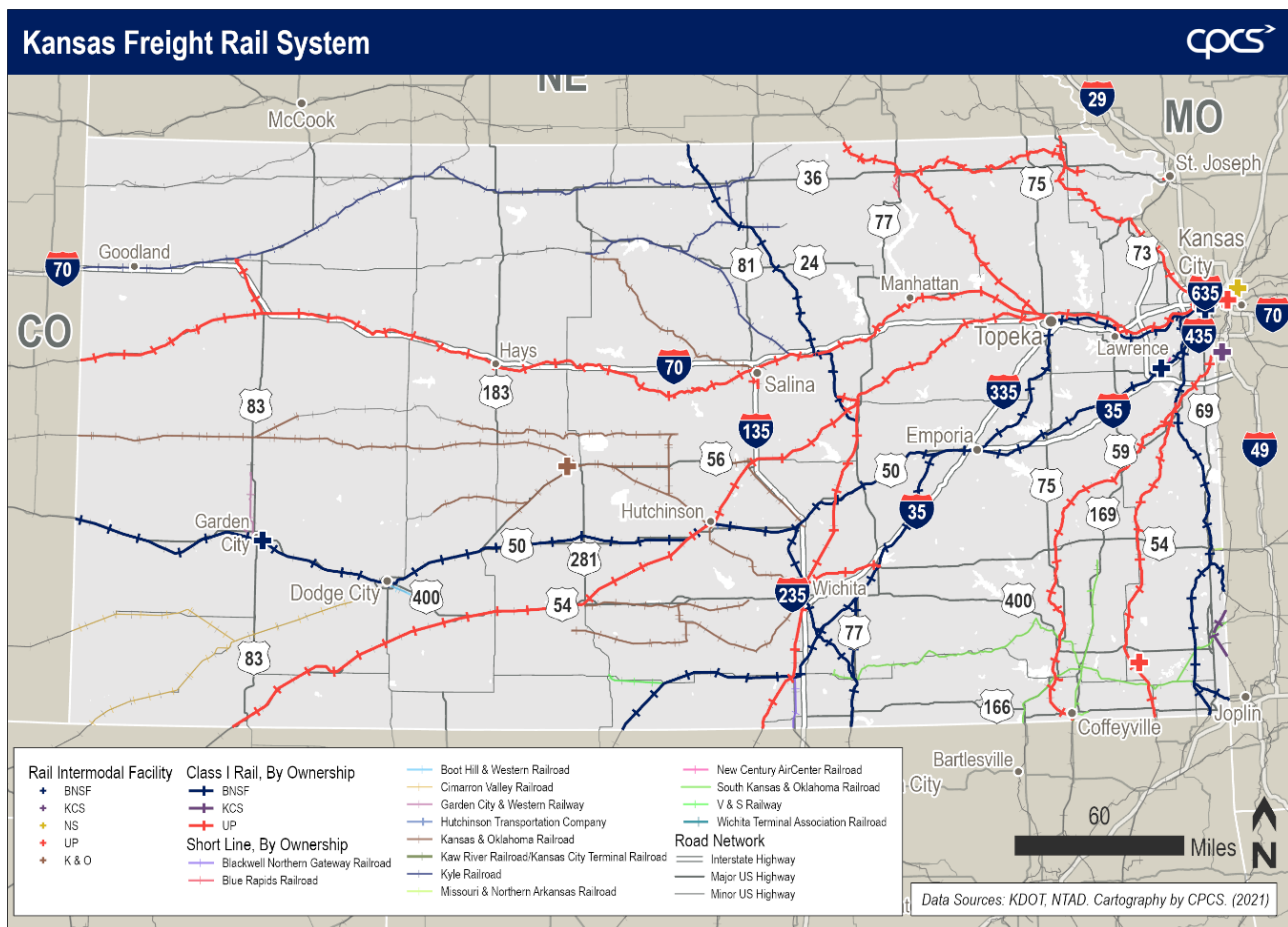 Kansas Freight Rail System
cpcs
NE
29
McCook
MO
36
75
St. Joseph
77
Goodland
73
Kansas
City
70
81
24
Manhattan
635
70
CO
Topeka
435
Lawrence
Hays
70
Salina
335
183
83
35
69
135
Emporia
59
49
56
50
75
Hutchinson
35
169
Garden
City
54
50
281
Dodge City
400
54
235
Wichita
400
77
83
166
Joplin
Coffeyville
Bartlesville
a City
Rail Intermodal Facility
BNSF
KCS
NS
UP
K & O
Class I Rail, By Ownership
BNSF
KCS
UP
Short Line, By Ownership
Blackwell Northern Gateway Railroad
Blue Rapids Railroad
Boot Hill & Western Railroad
Cimarron Valley Railroad
Garden City & Western Railway
Hutchinson Transportation Company
Kansas & Oklahoma Railroad
Kaw River Railroad/Kansas City Terminal Railroad
Kyle Railroad
Missouri & Northern Arkansas Railroad
New Century AirCenter Railroad
South Kansas & Oklahoma Railroad
V & S Railway
Wichita Terminal Association Railroad
Road Network
Interstate Highway
Major US Highway
Minor US Highway
60
Miles
N
Data Sources: KDOT, NTAD. Cartography by CPCS. (2021)